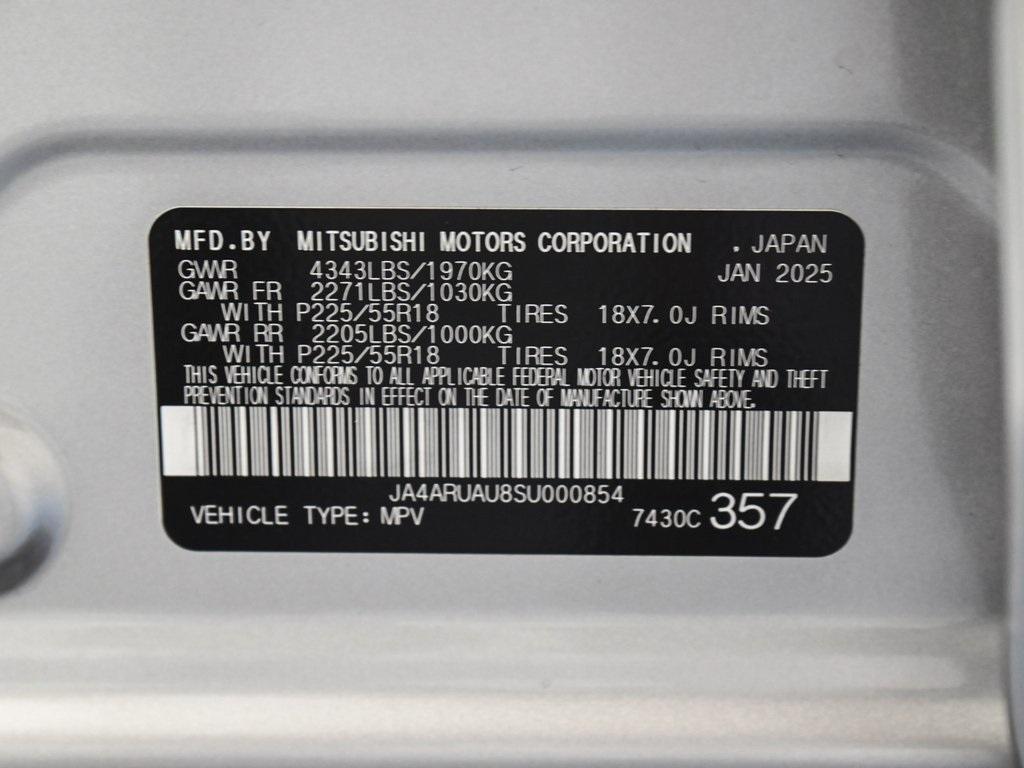 MFD.BY MITSUBISHI MOTORS CORPORATION . JAPAN
GWWR 4343LBS/1970KG JAN 2025
GAWR FR 2271LBS/1030KG
WITH P225/55R18 TIRES 18X7.0J RIMS
GAWR RR 2205LBS/1000KG
WITH P225/55R18 TIRES 18X7.0J RIMS
THIS VEHICLE CONFORMS TO ALL APPLICABLE FEDERAL MOTOR VEHICLE SAFETY AND THEFT
PREVENTION STANDARDS IN EFFECT ON THE DATE OF MANUFACTURE SHOWN ABOVE.
JA4ARUAU8SU000854
VEHICLE TYPE: MPV 7430C 357